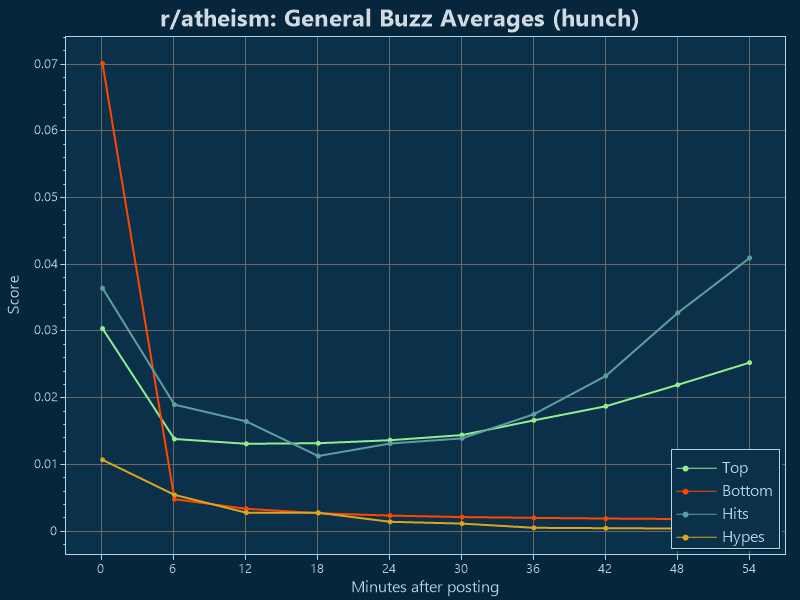 r/atheism: General Buzz Averages (hunch)
0.07
0.06
0.05
0.04
0.03
0.02
0.01
0
Score
0 6 12 18 24 30 36 42 48 54
Minutes after posting
Top
Bottom
Hits
Hypes